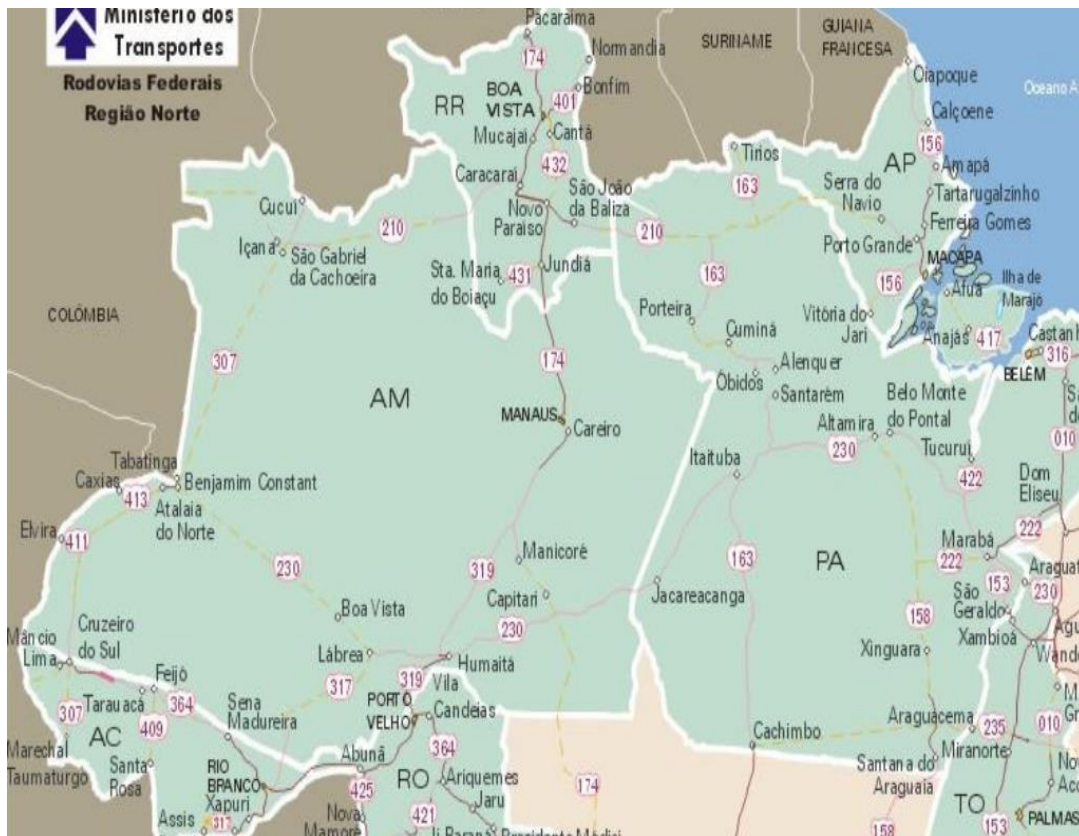 Ministério dos
Transportes
Rodovias Federais
Região Norte
Pacaraima
Normandia
174
SURINAME
GUIANA
FRANCESA
Oiapoque
Oceano A
RR
BOA
VISTA
401
Bonfim
Calçoene
Mucajaí
Cantá
432
Tirios
163
156
AP
Amapá
Caracaraí
São João
da Baliza
Serra do
Navio
Tartarugalzinho
Cucuí
210
Novo
Paraíso
210
Ferreira Gomes
Içana
São Gabriel
da Cachoeira
Porto Grande
MACAPÁ
Sta. Maria
do Boiaçu
431
Jundiá
163
156
Afuá
Ilha de
Marajó
COLÔMBIA
Porteira
Cuminá
Vitória do
Jari
Anajás
417
Castanh
316
BELÉM
307
174
Alenquer
Óbidos
Santarém
AM
MANAUS
Careiro
Altamira
Belo Monte
do Pontal
010
230
Tucuruí
Itaituba
422
Dom
Eliseu
Tabatinga
Caxias
413
Benjamim Constant
Atalaia
do Norte
Elvira
411
222
Marabá
222
230
319
Manicoré
163
PA
153
Araguat
230
Capitari
Jacareacanga
São
Geraldo
Boa Vista
230
158
Xambioá
Wand
Mâncio
Lima
Cruzeiro
do Sul
Lábrea
Humaitá
Xinguara
Feijó
317
319
Vila
Tarauacá
364
Sena
Madureira
PORTO
VELHO
Candeias
307
409
364
Araguacema
235
010
AC
Cachimbo
Miranorte
Marechal
Taumaturgo
Santa
Rosa
Abunã
RIO
BRANCO
RO
Ariquemes
Santana do
Araguaia
Xapuri
425
Jaru
174
TO
Assis
317
Nova
Mamoré
421
158
153
PALMAS